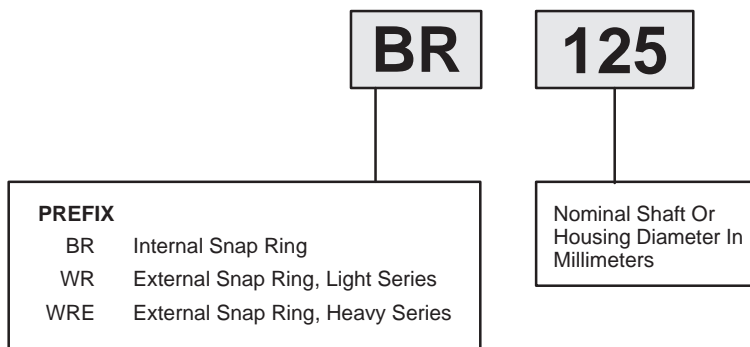 BR 125
PREFIX
BR Internal Snap Ring
WR External Snap Ring, Light Series
WRE External Snap Ring, Heavy Series
Nominal Shaft Or
Housing Diameter In
Millimeters